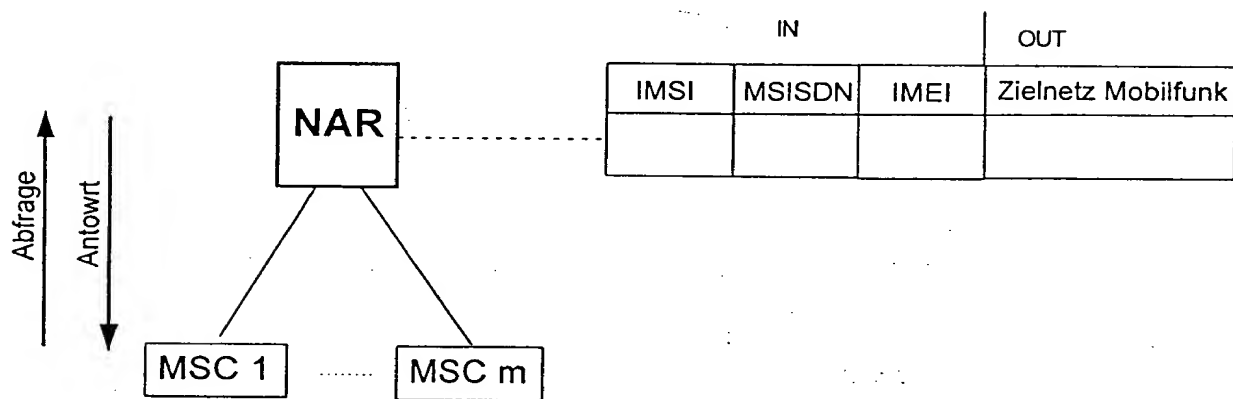 IN
OUT
IMSI MSISDN IMEI Zielnetz Mobilfunk
NAR
Abfrage
Antowrt
MSC 1 ........ MSC m